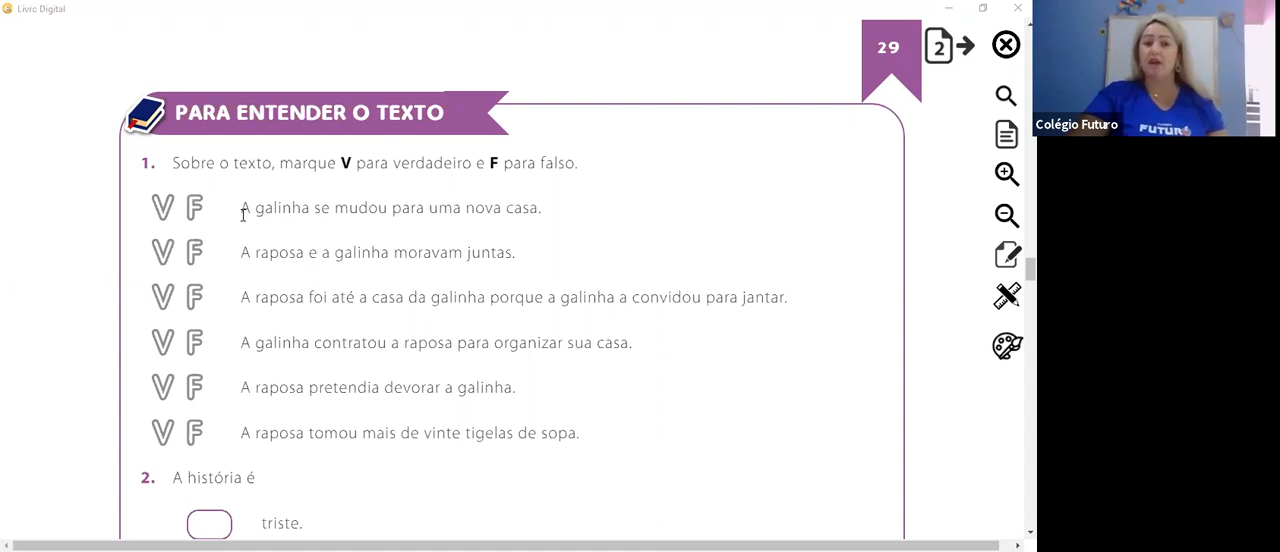 Livro Digital
29
2
PARA ENTENDER O TEXTO
Colégio Futuro
FUTURO
1. Sobre o texto, marque V para verdadeiro e F para falso.
V F A galinha se mudou para uma nova casa.
V F A raposa e a galinha moravam juntas.
V F A raposa foi até a casa da galinha porque a galinha a convidou para jantar.
V F A galinha contratou a raposa para organizar sua casa.
V F A raposa pretendia devorar a galinha.
V F A raposa tomou mais de vinte tigelas de sopa.
2. A história é
triste.